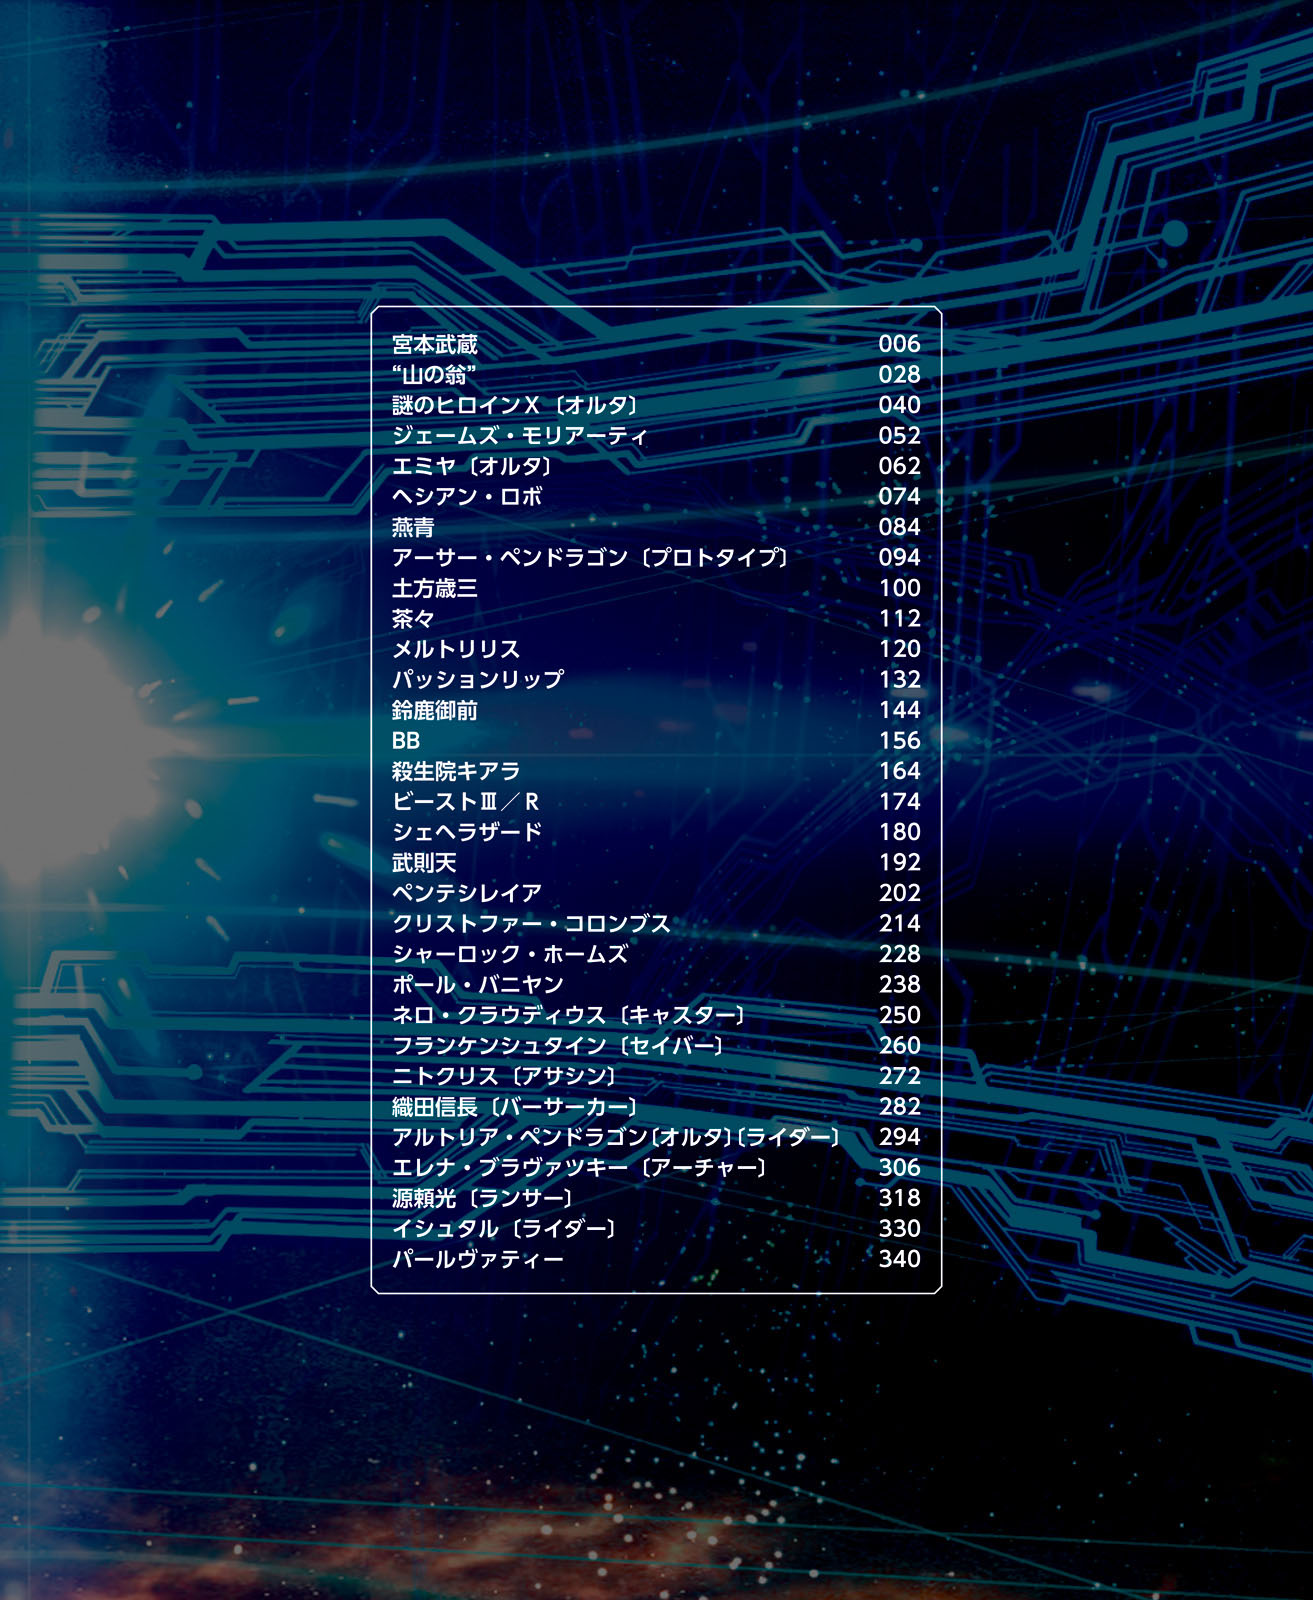 宮本武蔵 006
“山の翁” 028
謎のヒロインX〔オルタ〕 040
ジェームズ・モリアーティ 052
エミヤ〔オルタ〕 062
ヘシアン・ロボ 074
燕青 084
アーサー・ペンドラゴン〔プロトタイプ〕 094
土方歳三 100
茶々 112
メルトリリス 120
パッションリップ 132
鈴鹿御前 144
BB 156
殺生院キアラ 164
ビーストⅢ／R 174
シェヘラザード 180
武則天 192
ペンテシレイア 202
クリストファー・コロンブス 214
シャーロック・ホームズ 228
ポール・バニヤン 238
ネロ・クラウディウス〔キャスター〕 250
フランケンシュタイン〔セイバー〕 260
ニトクリス〔アサシン〕 272
織田信長〔バーサーカー〕 282
アルトリア・ペンドラゴン〔オルタ〕〔ライダー〕 294
エレナ・ブラヴァツキー〔アーチャー〕 306
源頼光〔ランサー〕 318
イシュタル〔ライダー〕 330
パールヴァティー 340